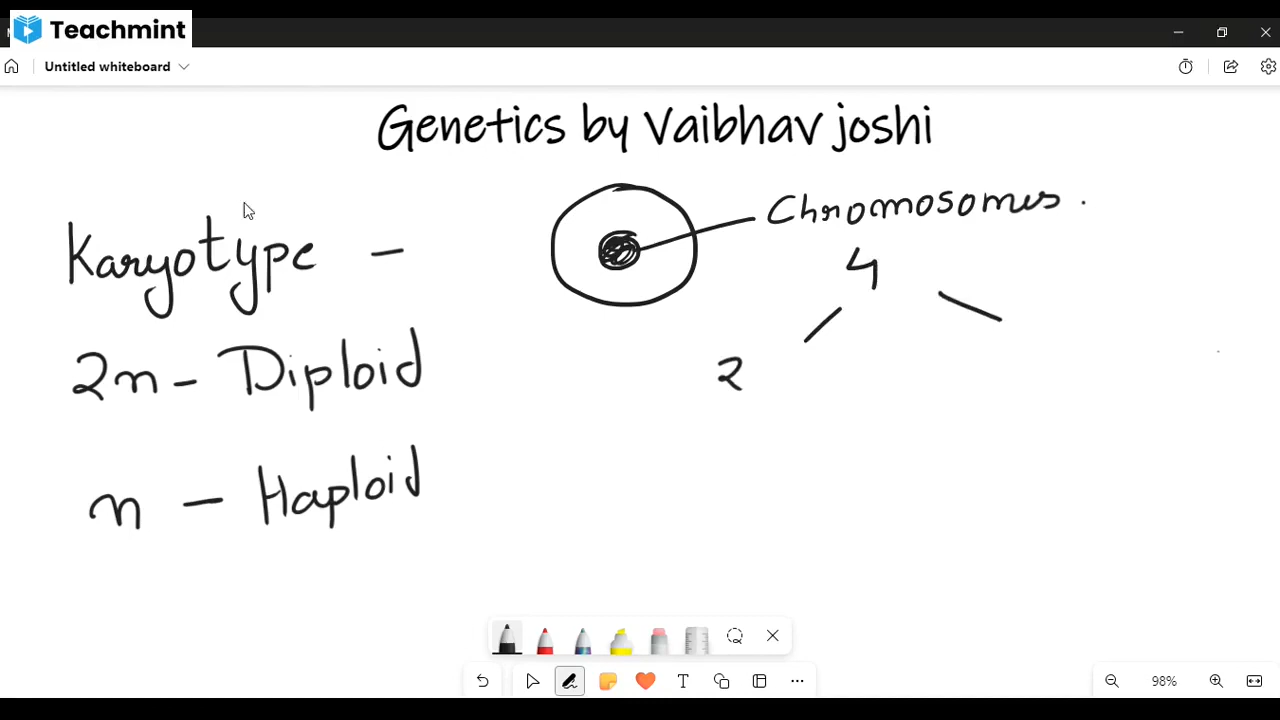 Teachmint
Untitled whiteboard
Genetics by Vaibhav joshi
Chromosomes.
Karyotype -
4
2n - Diploid
2
n - Haploid
98%